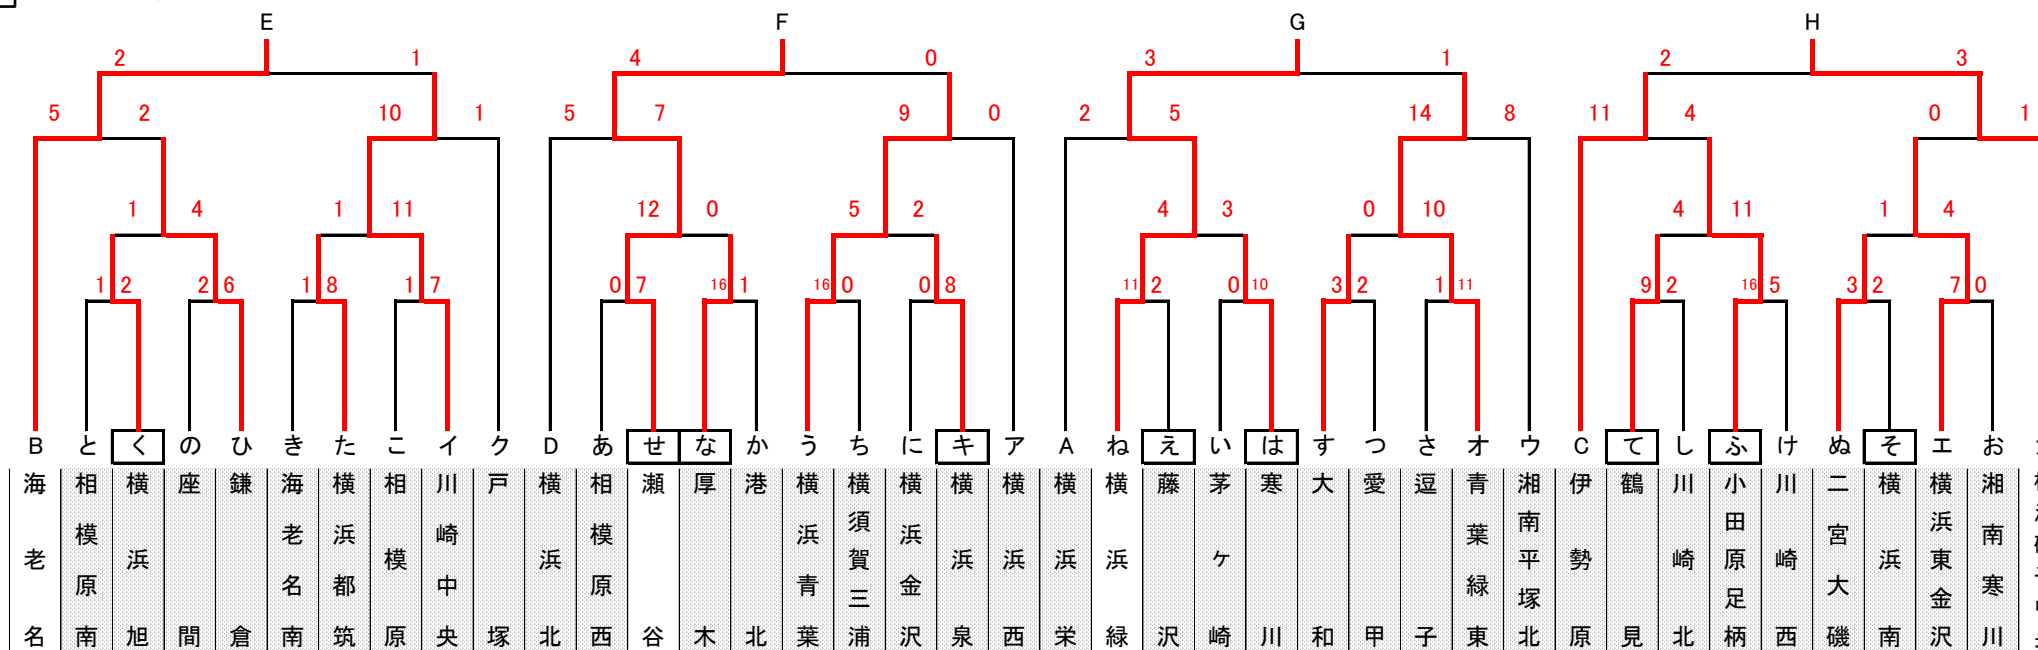 E F G H
2 1 4 0 3 1 2 3
5 2 10 1 5 7 9 0 2 5 14 8 11 4 0 1
1 4 1 11 12 0 5 2 4 3 0 10 4 11 1 4
1 2 2 6 1 8 1 7 0 7 16 1 16 0 0 8 11 2 0 10 3 2 1 11 9 2 16 5 3 2 7 0
B と く の ひ き た こ イ ク D あ せ な か う ち に キ ア A ね え い は す つ さ オ ウ C て し ふ け ぬ そ エ お
海老名
相模原南
横浜旭
座間
鎌倉
海老名南
横浜都筑
相模原
川崎中央
戸塚
横浜北
相模原西
瀬谷
厚木
港北
横浜青葉
横須賀三浦
横浜金沢
横浜泉
横浜西
横浜栄
横浜緑
藤沢
茅ヶ崎
寒川
大和
愛甲
逗子
青葉緑東
湘南平塚北
伊勢原
鶴見
川崎北
小田原足柄
川崎西
二宮大磯
横浜南
横浜東金沢
湘南寒川